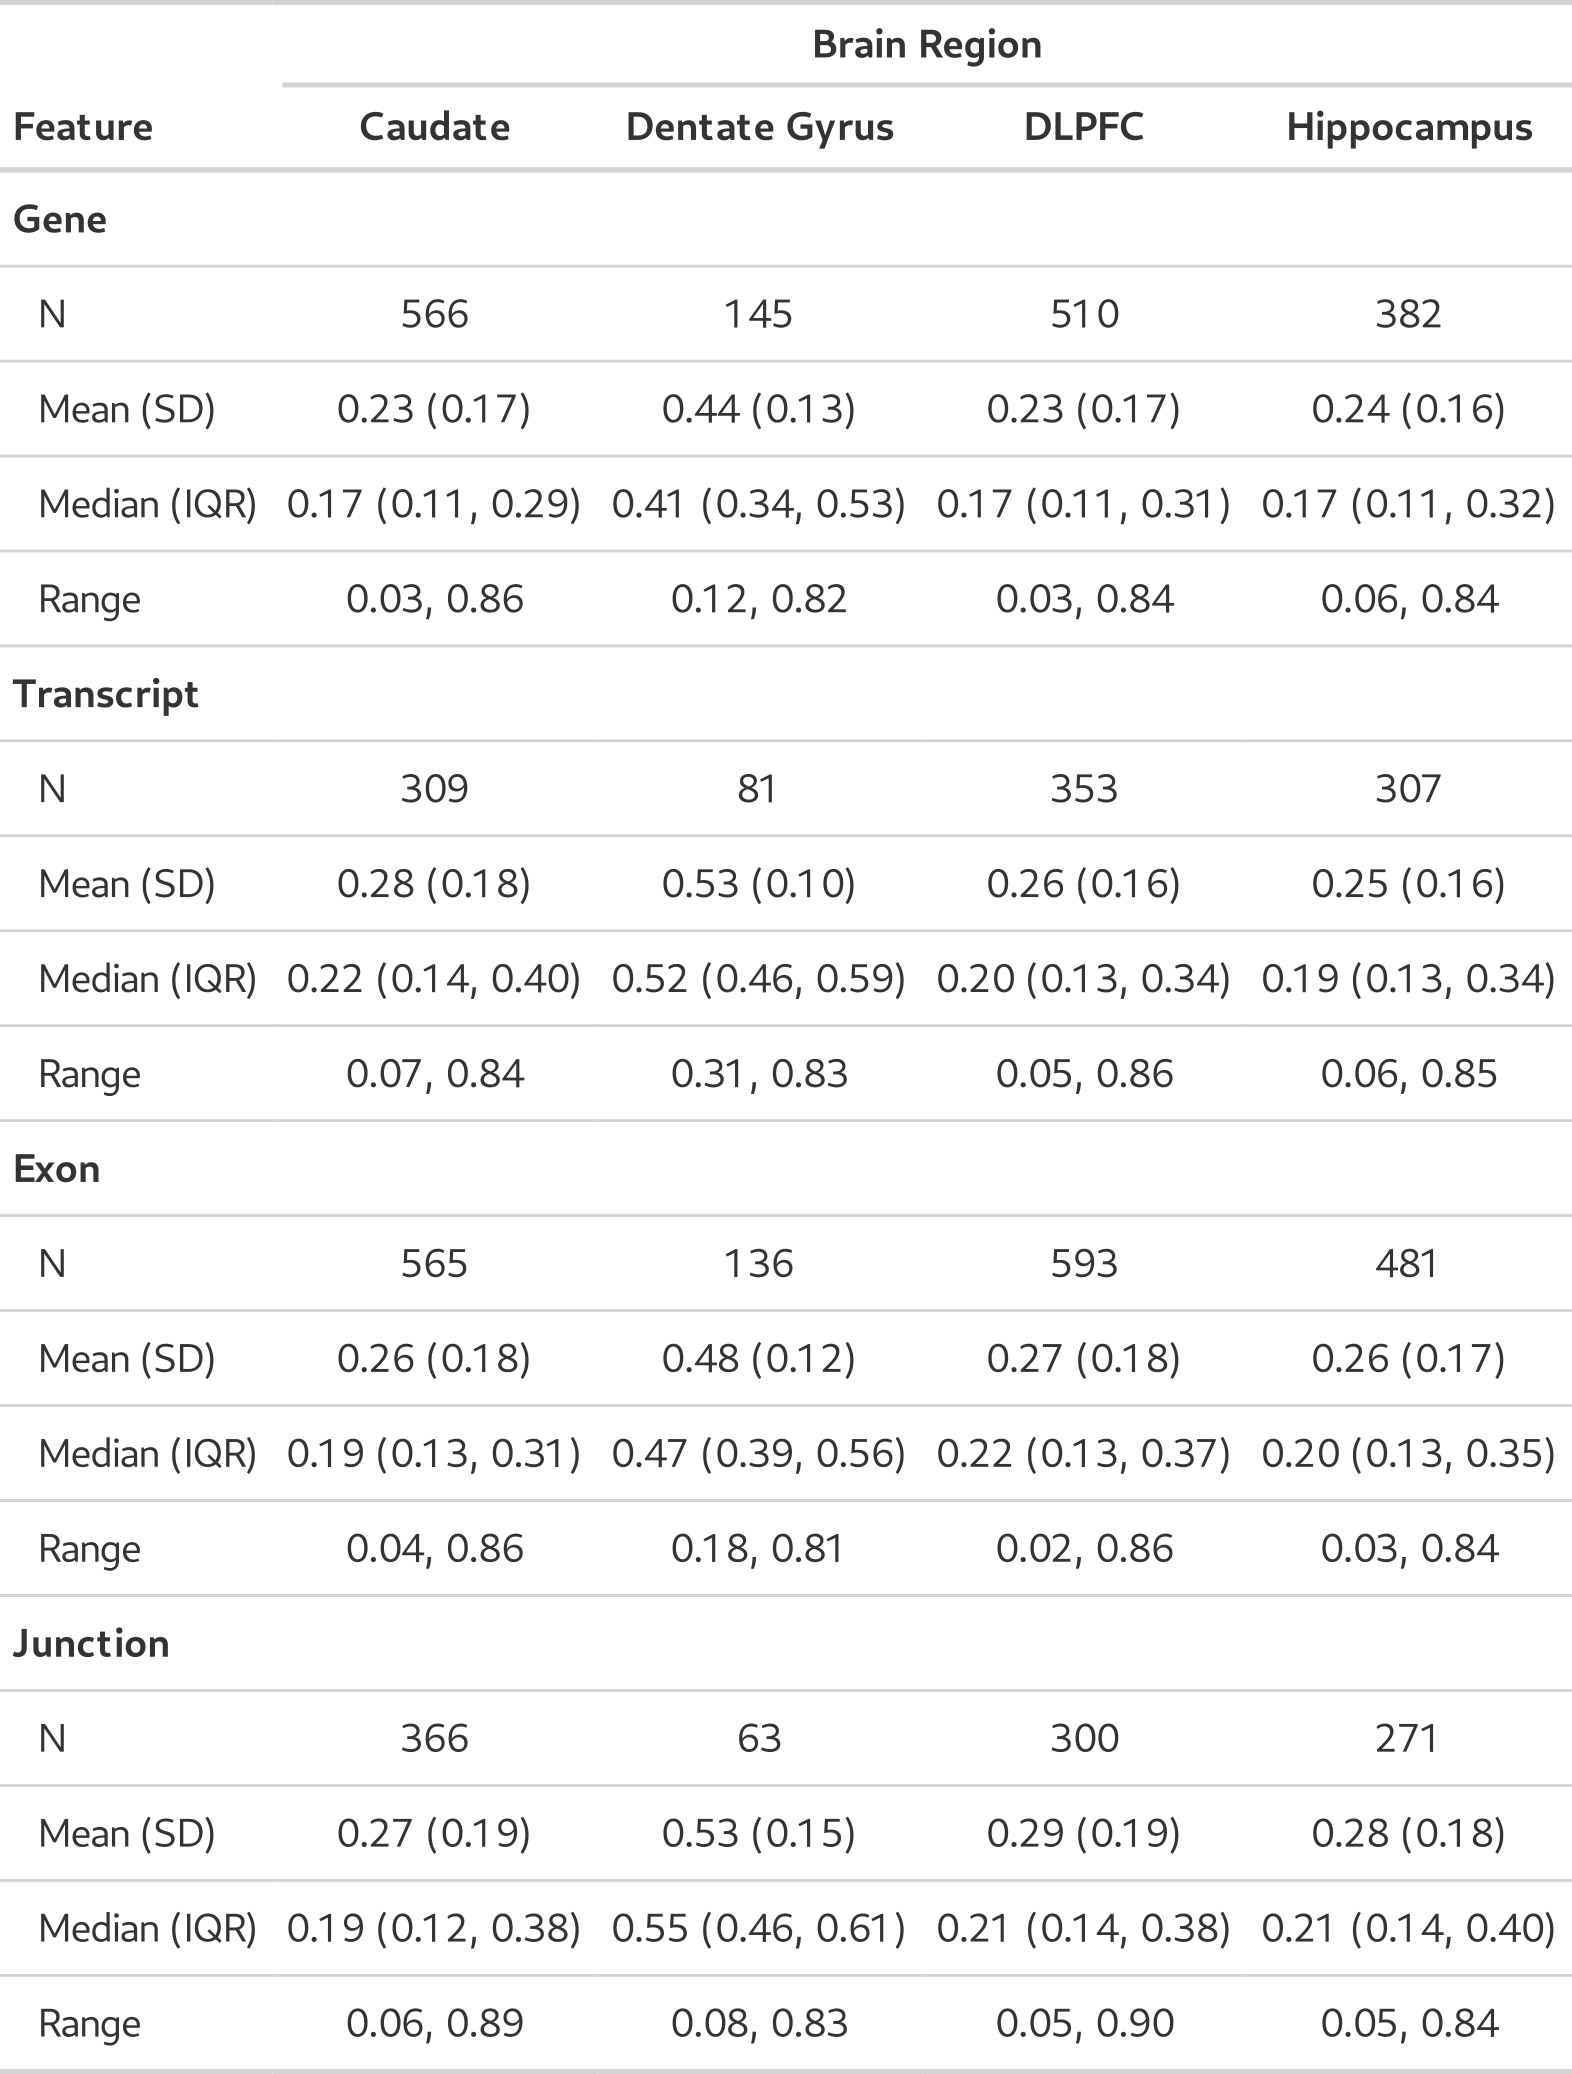 Brain Region
Feature Caudate Dentate Gyrus DLPFC Hippocampus
Gene
N 566 145 510 382
Mean (SD) 0.23 (0.17) 0.44 (0.13) 0.23 (0.17) 0.24 (0.16)
Median (IQR) 0.17 (0.11, 0.29) 0.41 (0.34, 0.53) 0.17 (0.11, 0.31) 0.17 (0.11, 0.32)
Range 0.03, 0.86 0.12, 0.82 0.03, 0.84 0.06, 0.84
Transcript
N 309 81 353 307
Mean (SD) 0.28 (0.18) 0.53 (0.10) 0.26 (0.16) 0.25 (0.16)
Median (IQR) 0.22 (0.14, 0.40) 0.52 (0.46, 0.59) 0.20 (0.13, 0.34) 0.19 (0.13, 0.34)
Range 0.07, 0.84 0.31, 0.83 0.05, 0.86 0.06, 0.85
Exon
N 565 136 593 481
Mean (SD) 0.26 (0.18) 0.48 (0.12) 0.27 (0.18) 0.26 (0.17)
Median (IQR) 0.19 (0.13, 0.31) 0.47 (0.39, 0.56) 0.22 (0.13, 0.37) 0.20 (0.13, 0.35)
Range 0.04, 0.86 0.18, 0.81 0.02, 0.86 0.03, 0.84
Junction
N 366 63 300 271
Mean (SD) 0.27 (0.19) 0.53 (0.15) 0.29 (0.19) 0.28 (0.18)
Median (IQR) 0.19 (0.12, 0.38) 0.55 (0.46, 0.61) 0.21 (0.14, 0.38) 0.21 (0.14, 0.40)
Range 0.06, 0.89 0.08, 0.83 0.05, 0.90 0.05, 0.84